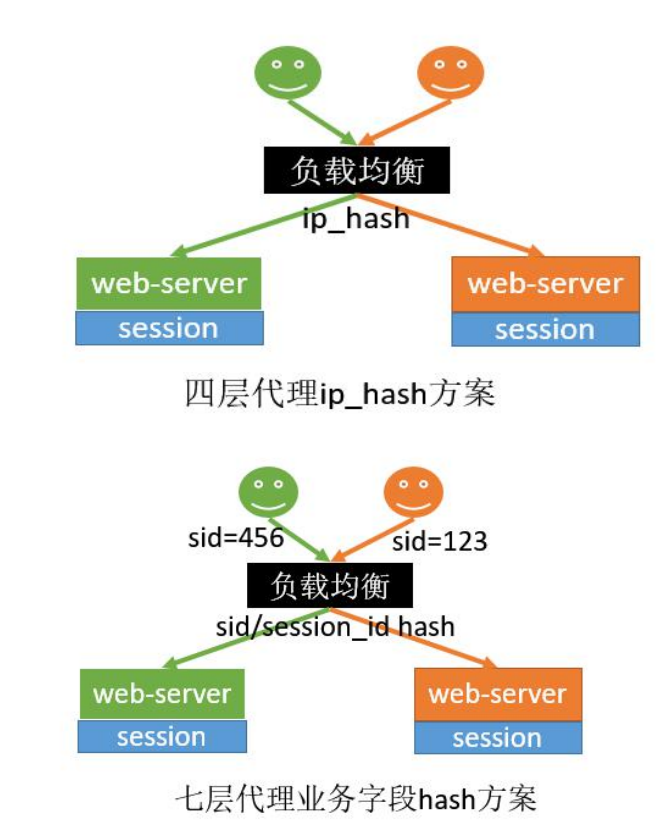 负载均衡
ip_hash
web-server
web-server
session
session
四层代理ip_hash方案
sid=456
sid=123
负载均衡
sid/session_id hash
web-server
web-server
session
session
七层代理业务字段hash方案